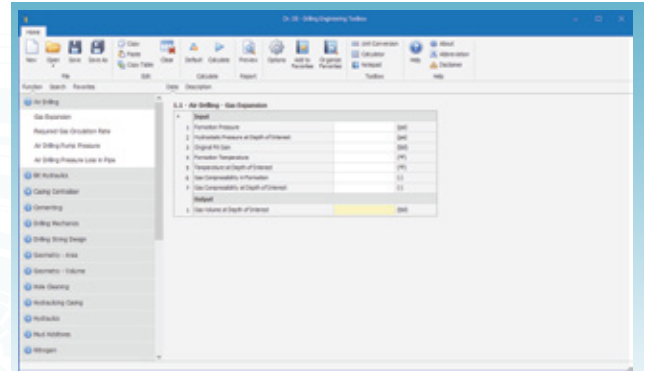 Dr. DE - Drilling Engineering Toolbox
Home
New Open Save Save As
Copy
Paste
Copy Table
Clear
Default Calculate
Preview
Options Add to Favorites Organize Favorites
Unit Conversion
Calculator
Notepad
Help
About
Abbreviation
Disclaimer
File Edit Calculate Report Toolbox Help
Function Search Favorites
Data Description
Air Drilling
Gas Expansion
Required Gas Circulation Rate
Air Drilling Pump Pressure
Air Drilling Pressure Loss in Pipe
Bit Hydraulics
Casing Centralizer
Cementing
Drilling Mechanics
Drilling String Design
Geometric - Area
Geometric - Volume
Hole Cleaning
Hydrauling Casing
Hydraulics
Mud Additives
Nitrogen
1.1 - Air Drilling - Gas Expansion
Input
1 Formation Pressure (psi)
2 Hydrostatic Pressure at Depth of Interest (psi)
3 Original Pit Gain (bbl)
4 Formation Temperature (°F)
5 Temperature at Depth of Interest (°F)
6 Gas Compressibility in Formation (-)
7 Gas Compressibility at Depth of Interest (-)
Output
1 Gas Volume at Depth of Interest (bbl)